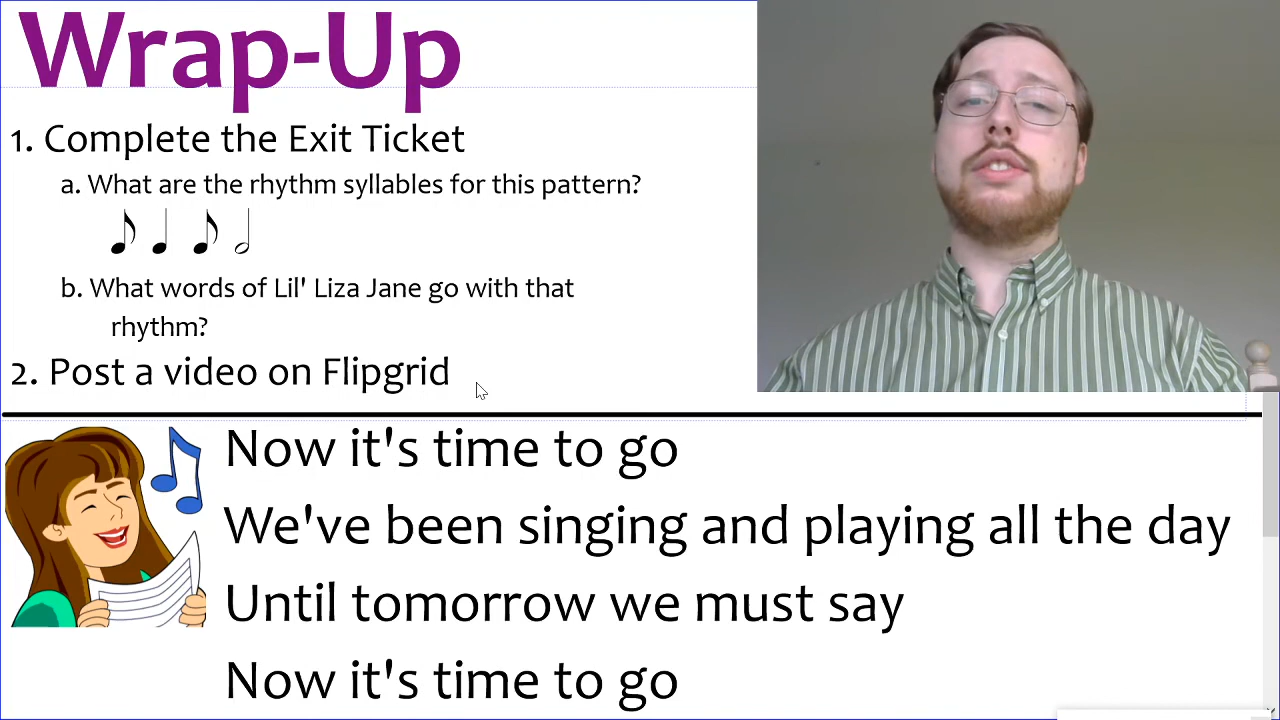 Wrap-Up
1. Complete the Exit Ticket
a. What are the rhythm syllables for this pattern?
b. What words of Lil' Liza Jane go with that
rhythm?
2. Post a video on Flipgrid
Now it's time to go
We've been singing and playing all the day
Until tomorrow we must say
Now it's time to go